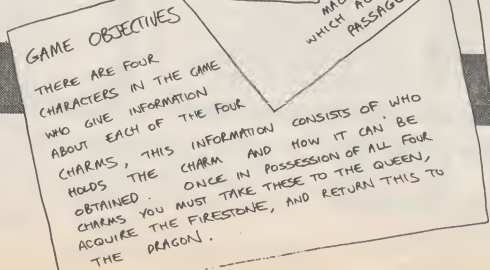 GAME OBJECTIVES
THERE ARE FOUR
CHARACTERS IN THE GAME
WHO GIVE INFORMATION
ABOUT EACH OF THE FOUR
CHARMS, THIS INFORMATION CONSISTS OF WHO
HOLDS THE CHARM AND HOW IT CAN BE
OBTAINED. ONCE IN POSSESSION OF ALL FOUR
CHARMS YOU MUST TAKE THESE TO THE QUEEN,
ACQUIRE THE FIRESTONE, AND RETURN THIS TO
THE DRAGON.
WHICH